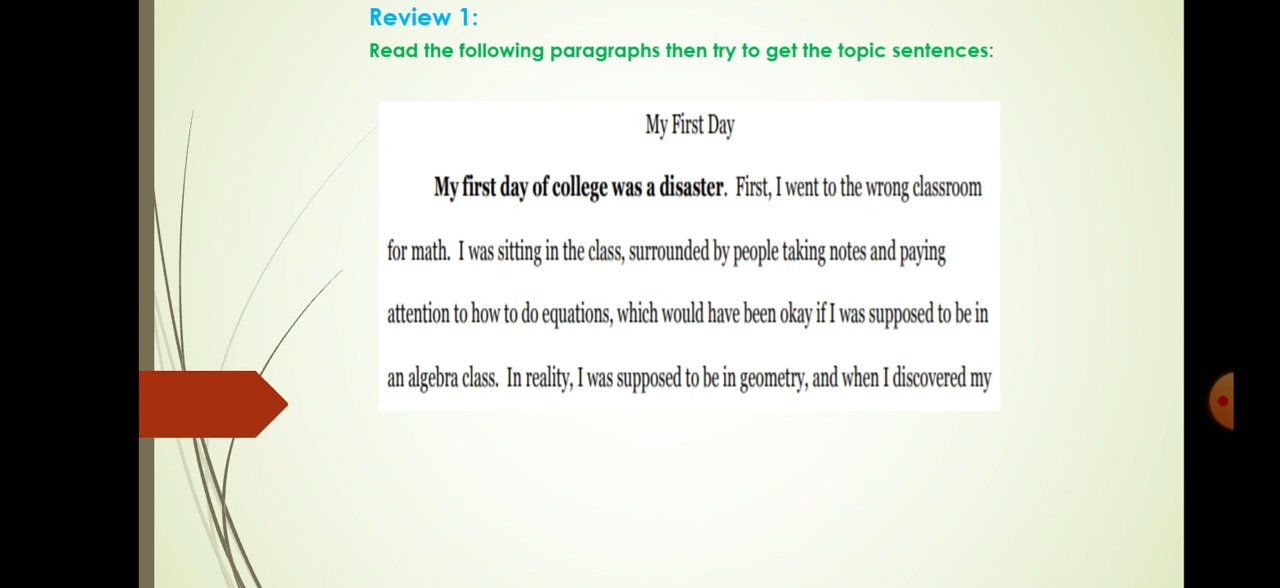 Review 1:
Read the following paragraphs then try to get the topic sentences:
My First Day
My first day of college was a disaster. First, I went to the wrong classroom
for math. I was sitting in the class, surrounded by people taking notes and paying
attention to how to do equations, which would have been okay if I was supposed to be in
an algebra class. In reality, I was supposed to be in geometry, and when I discovered my